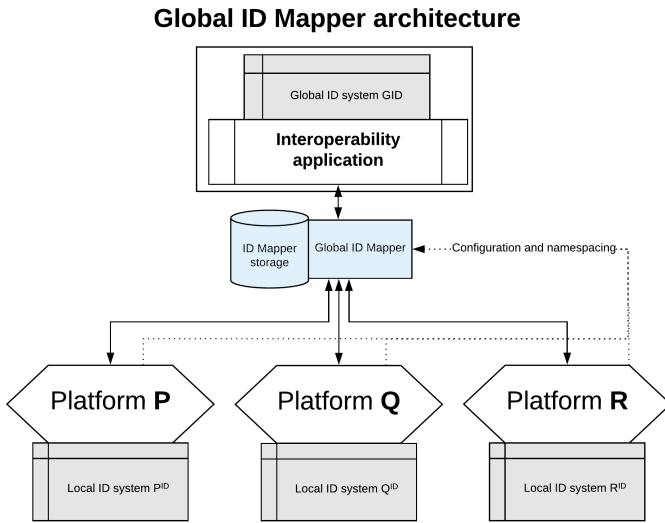 Global ID Mapper architecture
Global ID system GID
Interoperability
application
ID Mapper
storage
Global ID Mapper
Configuration and namespacing
Platform P
Platform Q
Platform R
Local ID system Pᴵᴰ
Local ID system Qᴵᴰ
Local ID system Rᴵᴰ